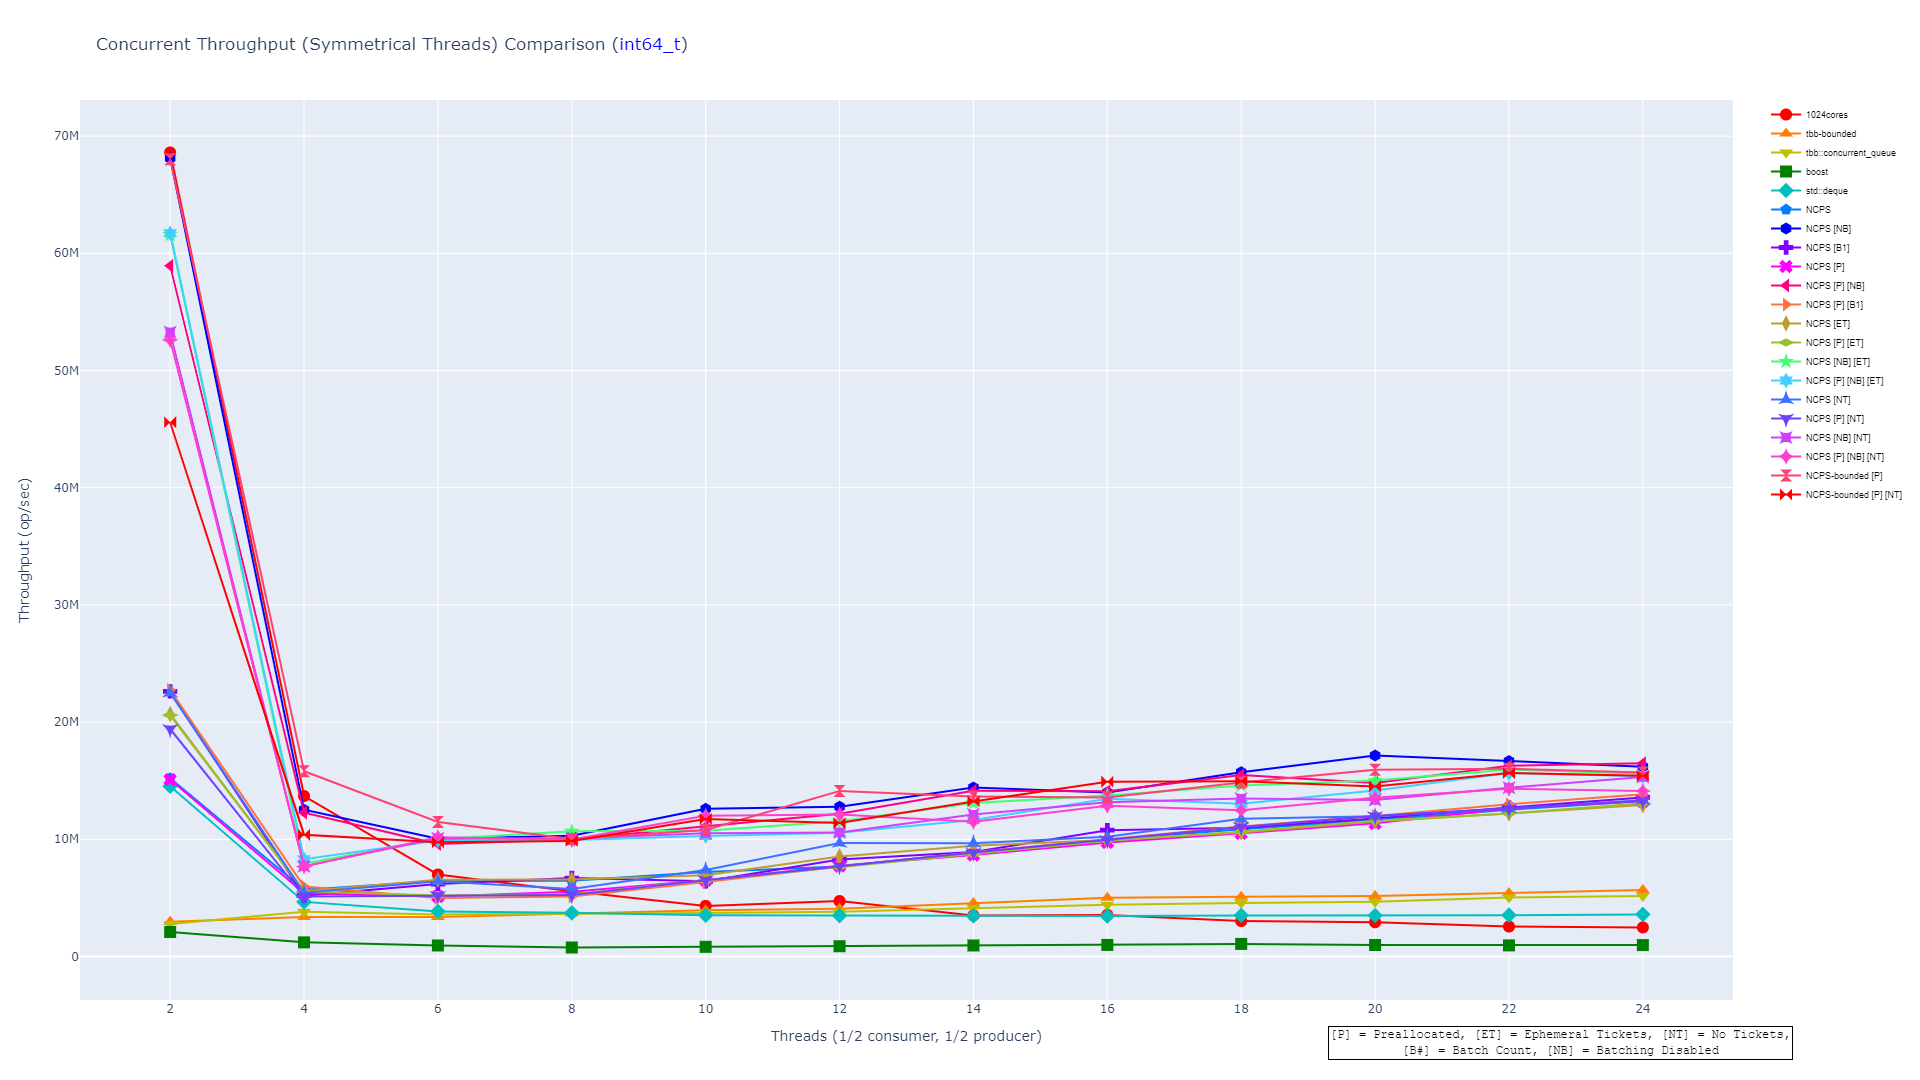 Concurrent Throughput (Symmetrical Threads) Comparison (int64_t)
70M
60M
50M
40M
30M
20M
10M
0
Throughput (op/sec)
2 4 6 8 10 12 14 16 18 20 22 24
Threads (1/2 consumer, 1/2 producer)
1024cores
tbb-bounded
tbb::concurrent_queue
boost
std::deque
NCPS
NCPS [NB]
NCPS [B1]
NCPS [P]
NCPS [P] [NB]
NCPS [P] [B1]
NCPS [ET]
NCPS [P] [ET]
NCPS [NB] [ET]
NCPS [P] [NB] [ET]
NCPS [NT]
NCPS [P] [NT]
NCPS [NB] [NT]
NCPS [P] [NB] [NT]
NCPS-bounded [P]
NCPS-bounded [P] [NT]
[P] = Preallocated, [ET] = Ephemeral Tickets, [NT] = No Tickets,
[B#] = Batch Count, [NB] = Batching Disabled